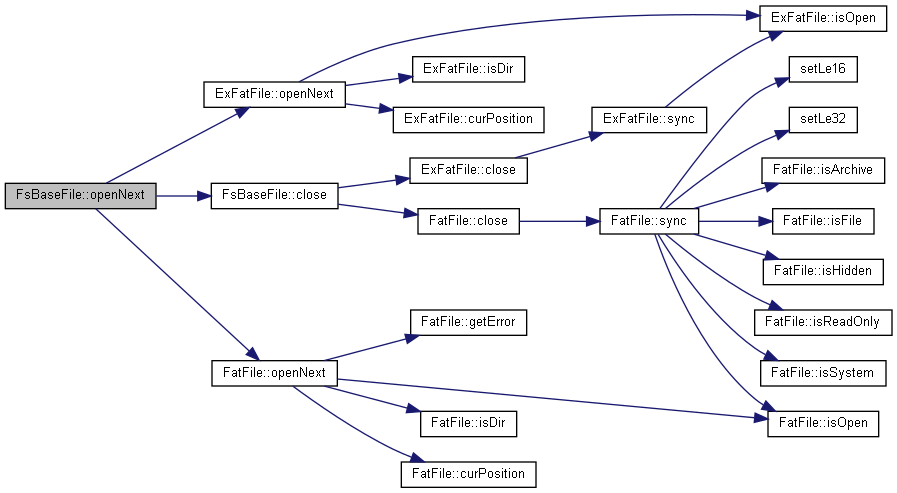 ExFatFile::isOpen
ExFatFile::isDir
setLe16
ExFatFile::openNext
ExFatFile::curPosition
ExFatFile::sync
setLe32
ExFatFile::close
FatFile::isArchive
FsBaseFile::openNext
FsBaseFile::close
FatFile::close
FatFile::sync
FatFile::isFile
FatFile::isHidden
FatFile::getError
FatFile::isReadOnly
FatFile::openNext
FatFile::isSystem
FatFile::isDir
FatFile::isOpen
FatFile::curPosition